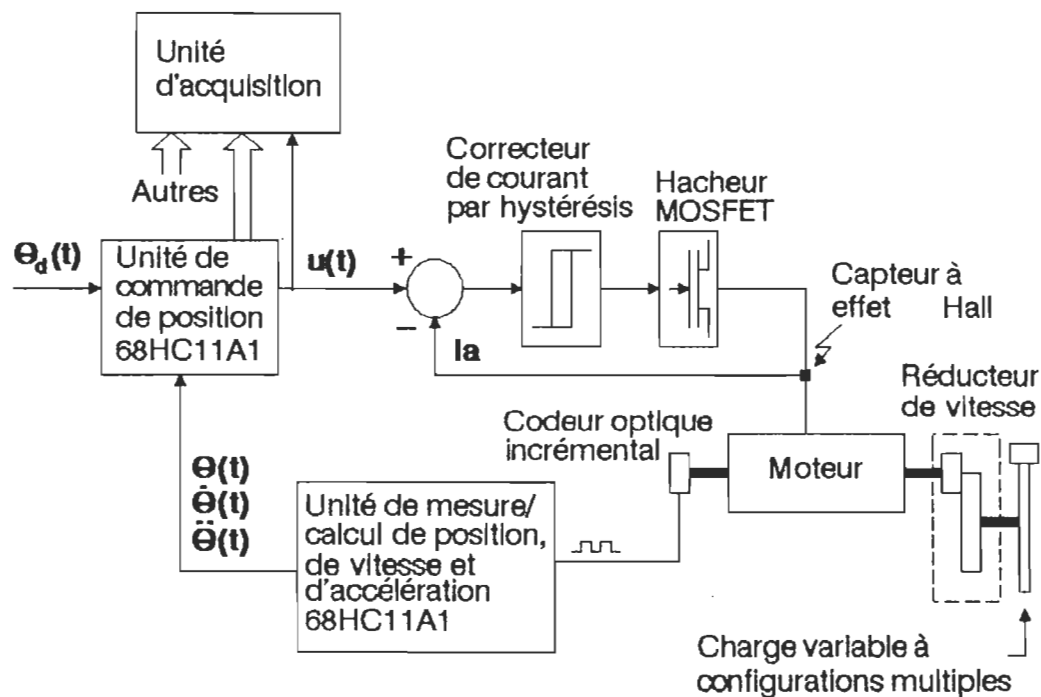 Unité
d'acquisition
Autres
Θd(t)
Unité de
commande
de position
68HC11A1
u(t)
+
−
Ia
Correcteur
de courant
par hystérésis
Hacheur
MOSFET
Capteur à
effet Hall
Réducteur
de vitesse
Codeur optique
incrémental
Moteur
Θ(t)
Θ̇(t)
Θ̈(t)
Unité de mesure/
calcul de position,
de vitesse et
d'accélération
68HC11A1
Charge variable à
configurations multiples